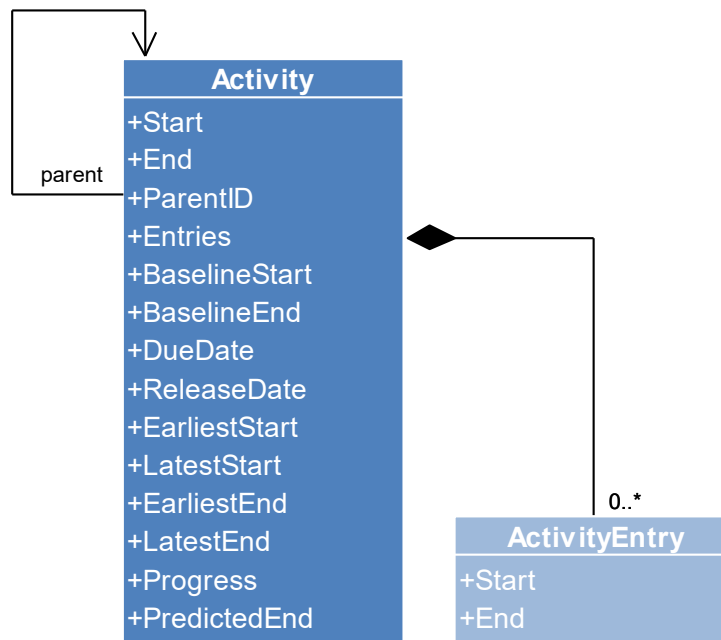 Activity
+Start
+End
parent
+ParentID
+Entries
+BaselineStart
+BaselineEnd
+DueDate
+ReleaseDate
+EarliestStart
+LatestStart
+EarliestEnd
+LatestEnd
+Progress
+PredictedEnd
0..*
ActivityEntry
+Start
+End